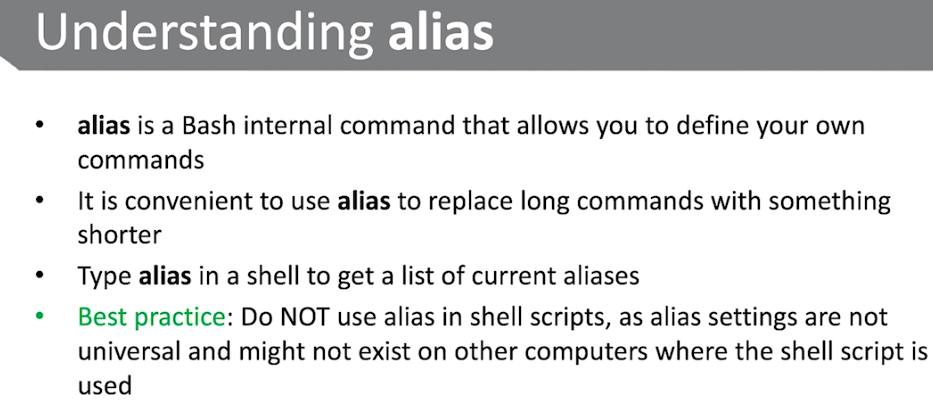 Understanding alias
• alias is a Bash internal command that allows you to define your own
commands
• It is convenient to use alias to replace long commands with something
shorter
• Type alias in a shell to get a list of current aliases
• Best practice: Do NOT use alias in shell scripts, as alias settings are not
universal and might not exist on other computers where the shell script is
used